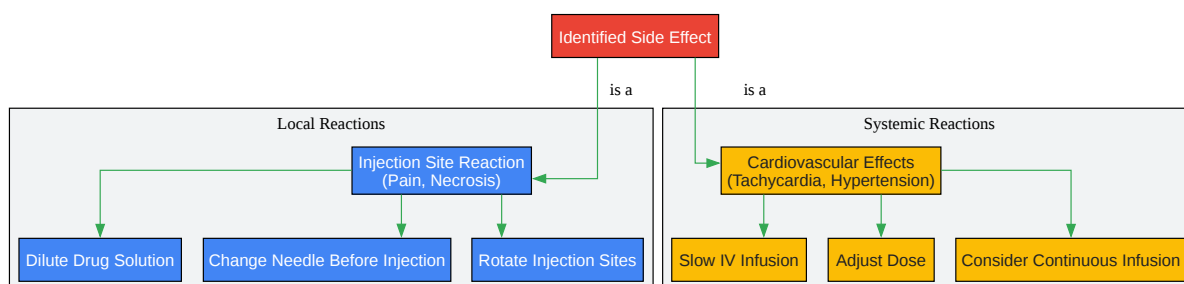 Identified Side Effect
is a
is a
Local Reactions
Systemic Reactions
Injection Site Reaction
(Pain, Necrosis)
Cardiovascular Effects
(Tachycardia, Hypertension)
Dilute Drug Solution
Change Needle Before Injection
Rotate Injection Sites
Slow IV Infusion
Adjust Dose
Consider Continuous Infusion